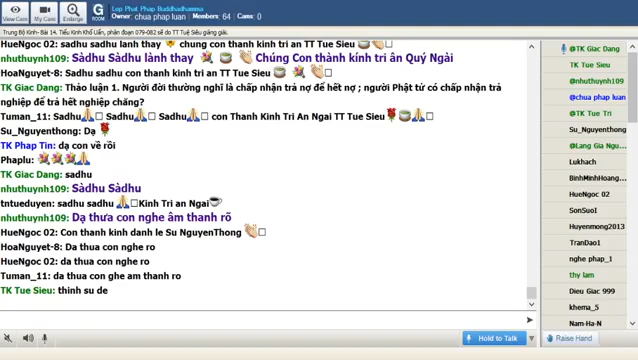 Lop Phat Phap Buddhadhamma
Owner: chua phap luan   Members: 64   Cams: 0
View Cam   My Cam   Enlarge   ROOM
Trung Bộ Kinh- Bài 14. Tiểu Kinh Khổ Uẩn, phân đoạn 079-082 sẽ do TT Tuệ Siêu giảng giải.
HueNgoc 02: sadhu sadhu lanh thay chung con thanh kinh tri an TT Tue Sieu
nhuthuynh109: Sàdhu Sàdhu lành thay Chúng Con thành kính tri ân Quý Ngài
HoaNguyet-8: Sadhu sadhu con thanh kinh tri an TT Tue Sieu
TK Giac Dang: Thảo luận 1. Người đời thường nghĩ là chấp nhận trả nợ để hết nợ ; người Phật tử có chấp nhận trả
nghiệp để trả hết nghiệp chăng?
Tuman_11: Sadhu Sadhu Sadhu con Thanh Kinh Tri An Ngai TT Tue Sieu
Su_Nguyenthong: Dạ
TK Phap Tin: dạ con về rồi
Phaplu:
TK Giac Dang: sadhu
nhuthuynh109: Sàdhu Sàdhu
tntueduyen: sadhu sadhu Kinh Tri an Ngai
nhuthuynh109: Dạ thưa con nghe âm thanh rõ
HueNgoc 02: Con thanh kinh danh le Su NguyenThong
HoaNguyet-8: Da thua con nghe ro
HueNgoc 02: da thua con nghe ro
Tuman_11: da thua con ghe am thanh ro
TK Tue Sieu: thinh su de
Hold to Talk
@TK Giac Dang
TK Tue Sieu
@nhuthuynh109
@chua phap luan
@TK Tue Tri
Su_Nguyenthong
@Lang Gia Ngu...
Lukhach
BinhMinhHoang...
HueNgoc 02
SonSuoI
Huyenmong2013
TranDao1
nghe phap_1
thy lam
Dieu Giac 999
khema_5
Nam-Ha-N
Raise Hand